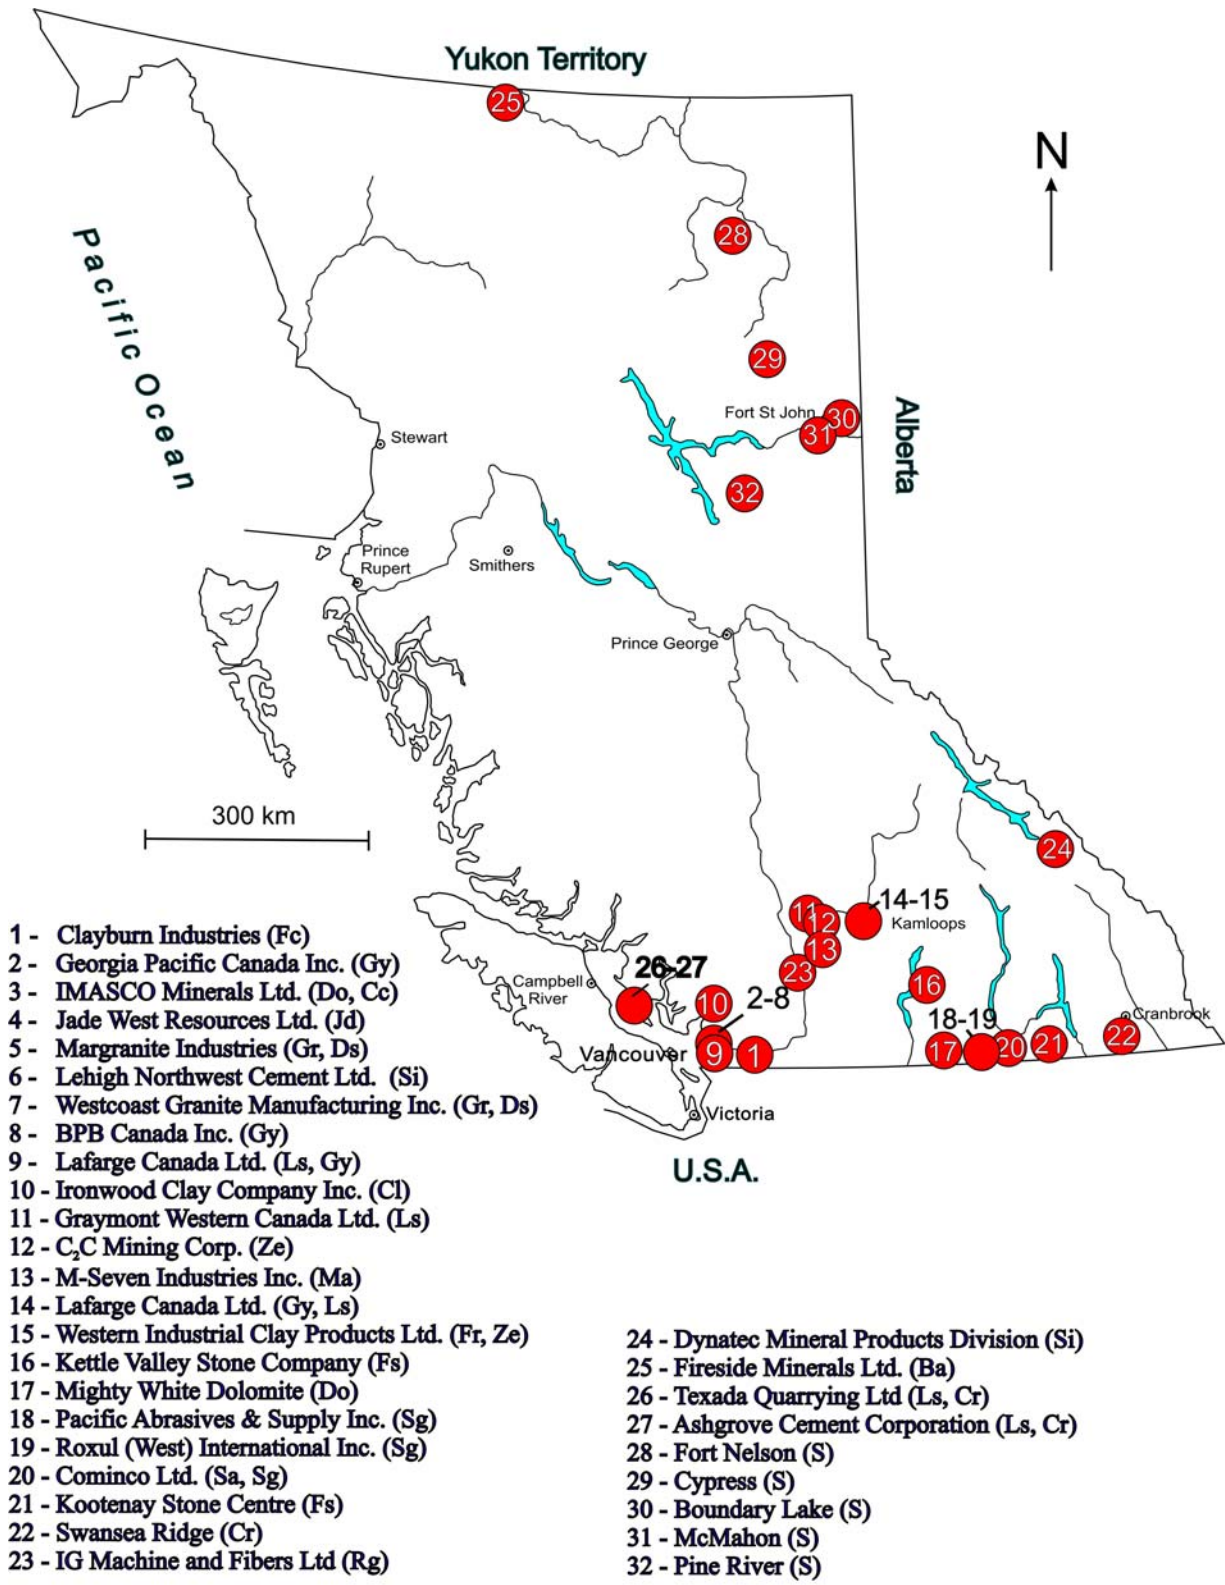 Yukon Territory
25
N
28
Pacific Ocean
29
Fort St John
30
31
Alberta
Stewart
32
Prince
Rupert
Smithers
Prince George
300 km
24
14-15
11
12
Kamloops
13
26-27
23
Campbell
River
16
10
2-8
18-19
Cranbrook
Vancouver
9
1
17
20
21
22
Victoria
U.S.A.
1 - Clayburn Industries (Fc)
2 - Georgia Pacific Canada Inc. (Gy)
3 - IMASCO Minerals Ltd. (Do, Cc)
4 - Jade West Resources Ltd. (Jd)
5 - Margranite Industries (Gr, Ds)
6 - Lehigh Northwest Cement Ltd. (Si)
7 - Westcoast Granite Manufacturing Inc. (Gr, Ds)
8 - BPB Canada Inc. (Gy)
9 - Lafarge Canada Ltd. (Ls, Gy)
10 - Ironwood Clay Company Inc. (Cl)
11 - Graymont Western Canada Ltd. (Ls)
12 - C₂C Mining Corp. (Ze)
13 - M-Seven Industries Inc. (Ma)
14 - Lafarge Canada Ltd. (Gy, Ls)
15 - Western Industrial Clay Products Ltd. (Fr, Ze)
16 - Kettle Valley Stone Company (Fs)
17 - Mighty White Dolomite (Do)
18 - Pacific Abrasives & Supply Inc. (Sg)
19 - Roxul (West) International Inc. (Sg)
20 - Cominco Ltd. (Sa, Sg)
21 - Kootenay Stone Centre (Fs)
22 - Swansea Ridge (Cr)
23 - IG Machine and Fibers Ltd (Rg)
24 - Dynatec Mineral Products Division (Si)
25 - Fireside Minerals Ltd. (Ba)
26 - Texada Quarrying Ltd (Ls, Cr)
27 - Ashgrove Cement Corporation (Ls, Cr)
28 - Fort Nelson (S)
29 - Cypress (S)
30 - Boundary Lake (S)
31 - McMahon (S)
32 - Pine River (S)